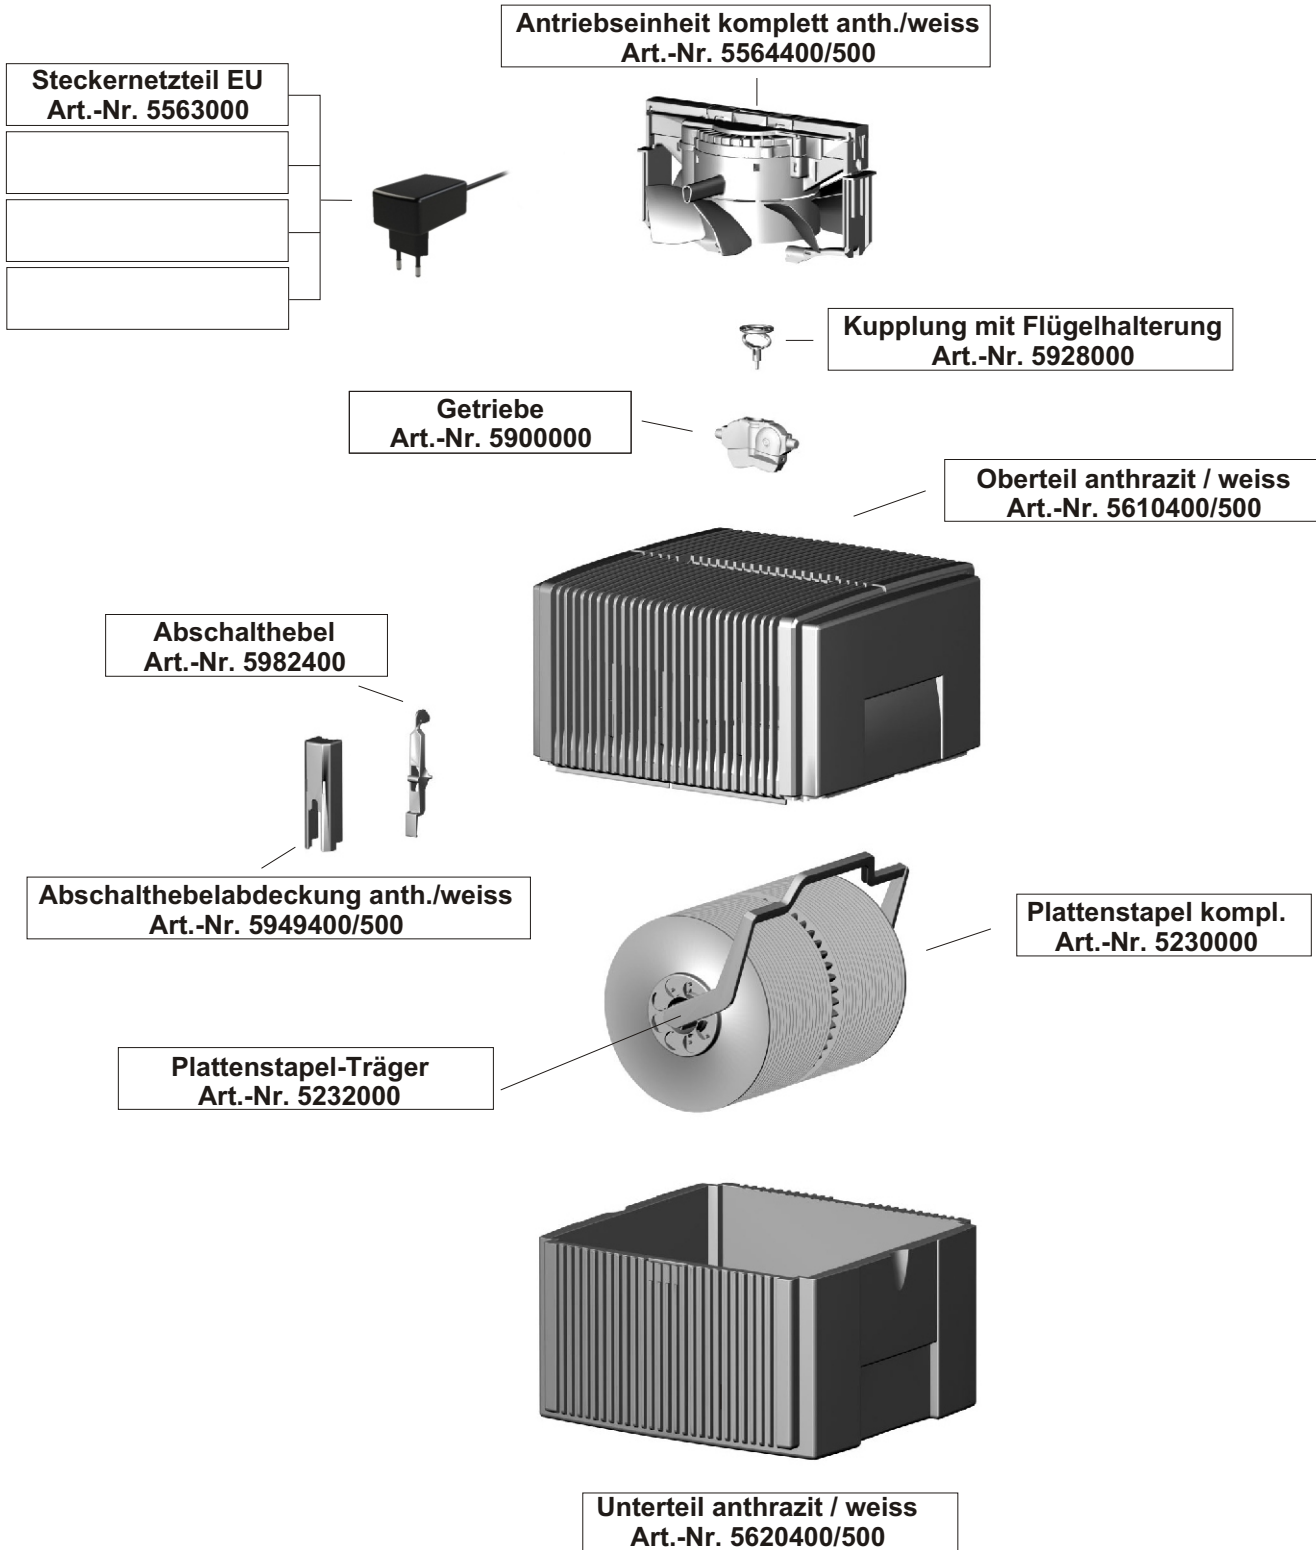 Antriebseinheit komplett anth./weiss
Art.-Nr. 5564400/500
Steckernetzteil EU
Art.-Nr. 5563000
Kupplung mit Flügelhalterung
Art.-Nr. 5928000
Getriebe
Art.-Nr. 5900000
Oberteil anthrazit / weiss
Art.-Nr. 5610400/500
Abschalthebel
Art.-Nr. 5982400
Abschalthebelabdeckung anth./weiss
Art.-Nr. 5949400/500
Plattenstapel kompl.
Art.-Nr. 5230000
Plattenstapel-Träger
Art.-Nr. 5232000
Unterteil anthrazit / weiss
Art.-Nr. 5620400/500